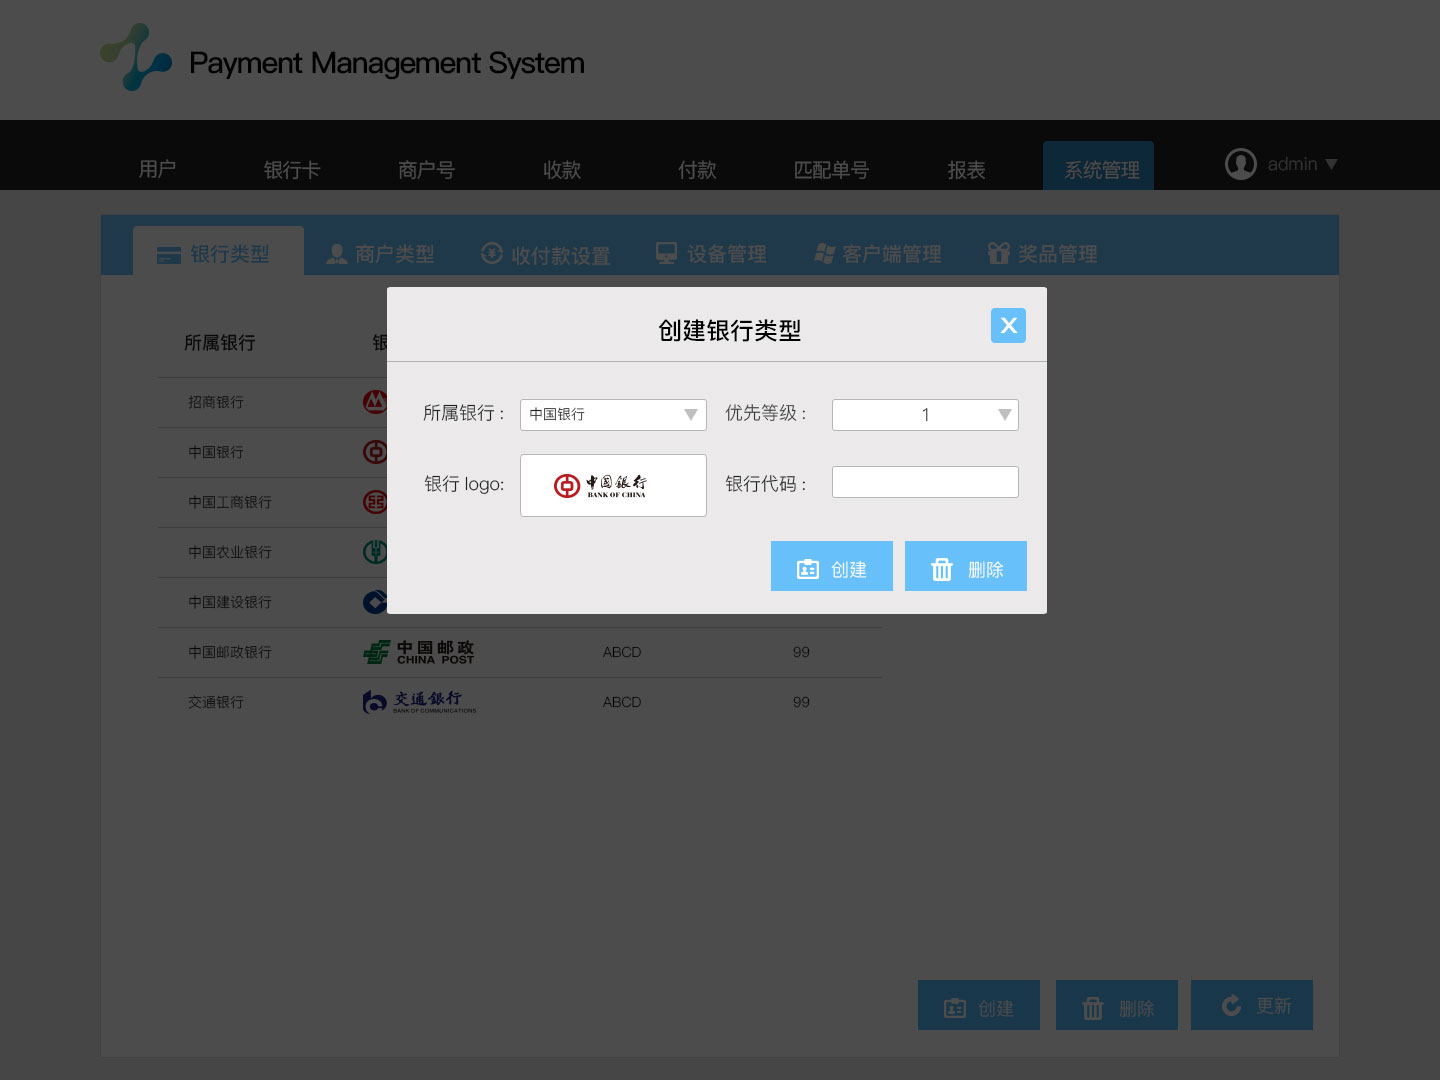 Payment Management System
用户 银行卡 商户号 收款 付款 匹配单号 报表 系统管理 admin
银行类型 商户类型 收付款设置 设备管理 客户端管理 奖品管理
创建银行类型 X
所属银行 银
所属银行 : 中国银行 优先等级 : 1
招商银行
中国银行
银行 logo: 中国银行 BANK OF CHINA 银行代码 :
中国工商银行
中国农业银行
创建 删除
中国建设银行
中国邮政银行 中国邮政 CHINA POST ABCD 99
交通银行 交通银行 BANK OF COMMUNICATIONS ABCD 99
创建 删除 更新